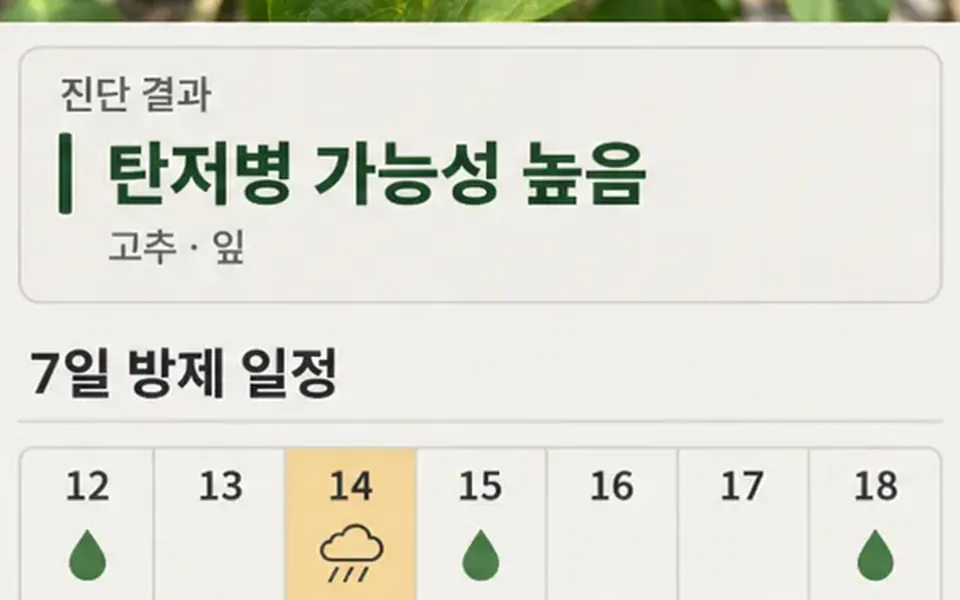 진단 결과
탄저병 가능성 높음
고추 · 잎
7일 방제 일정
12 13 14 15 16 17 18